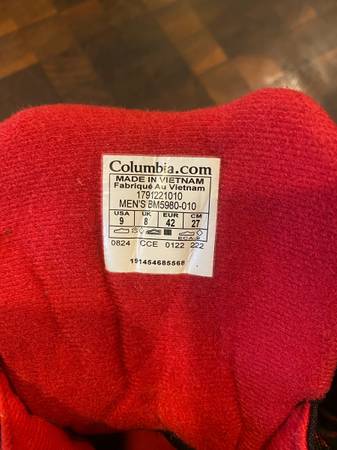 Columbia.com
MADE IN VIETNAM
Fabriqué Au Vietnam
1791221010
MEN'S BM5980-010
USA UK EUR CM
9 8 42 27
ECA
0824 CCE 0122 222
191454685568